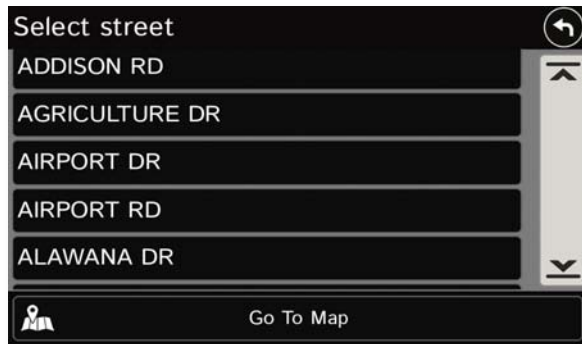 Select street
ADDISON RD
AGRICULTURE DR
AIRPORT DR
AIRPORT RD
ALAWANA DR
Go To Map